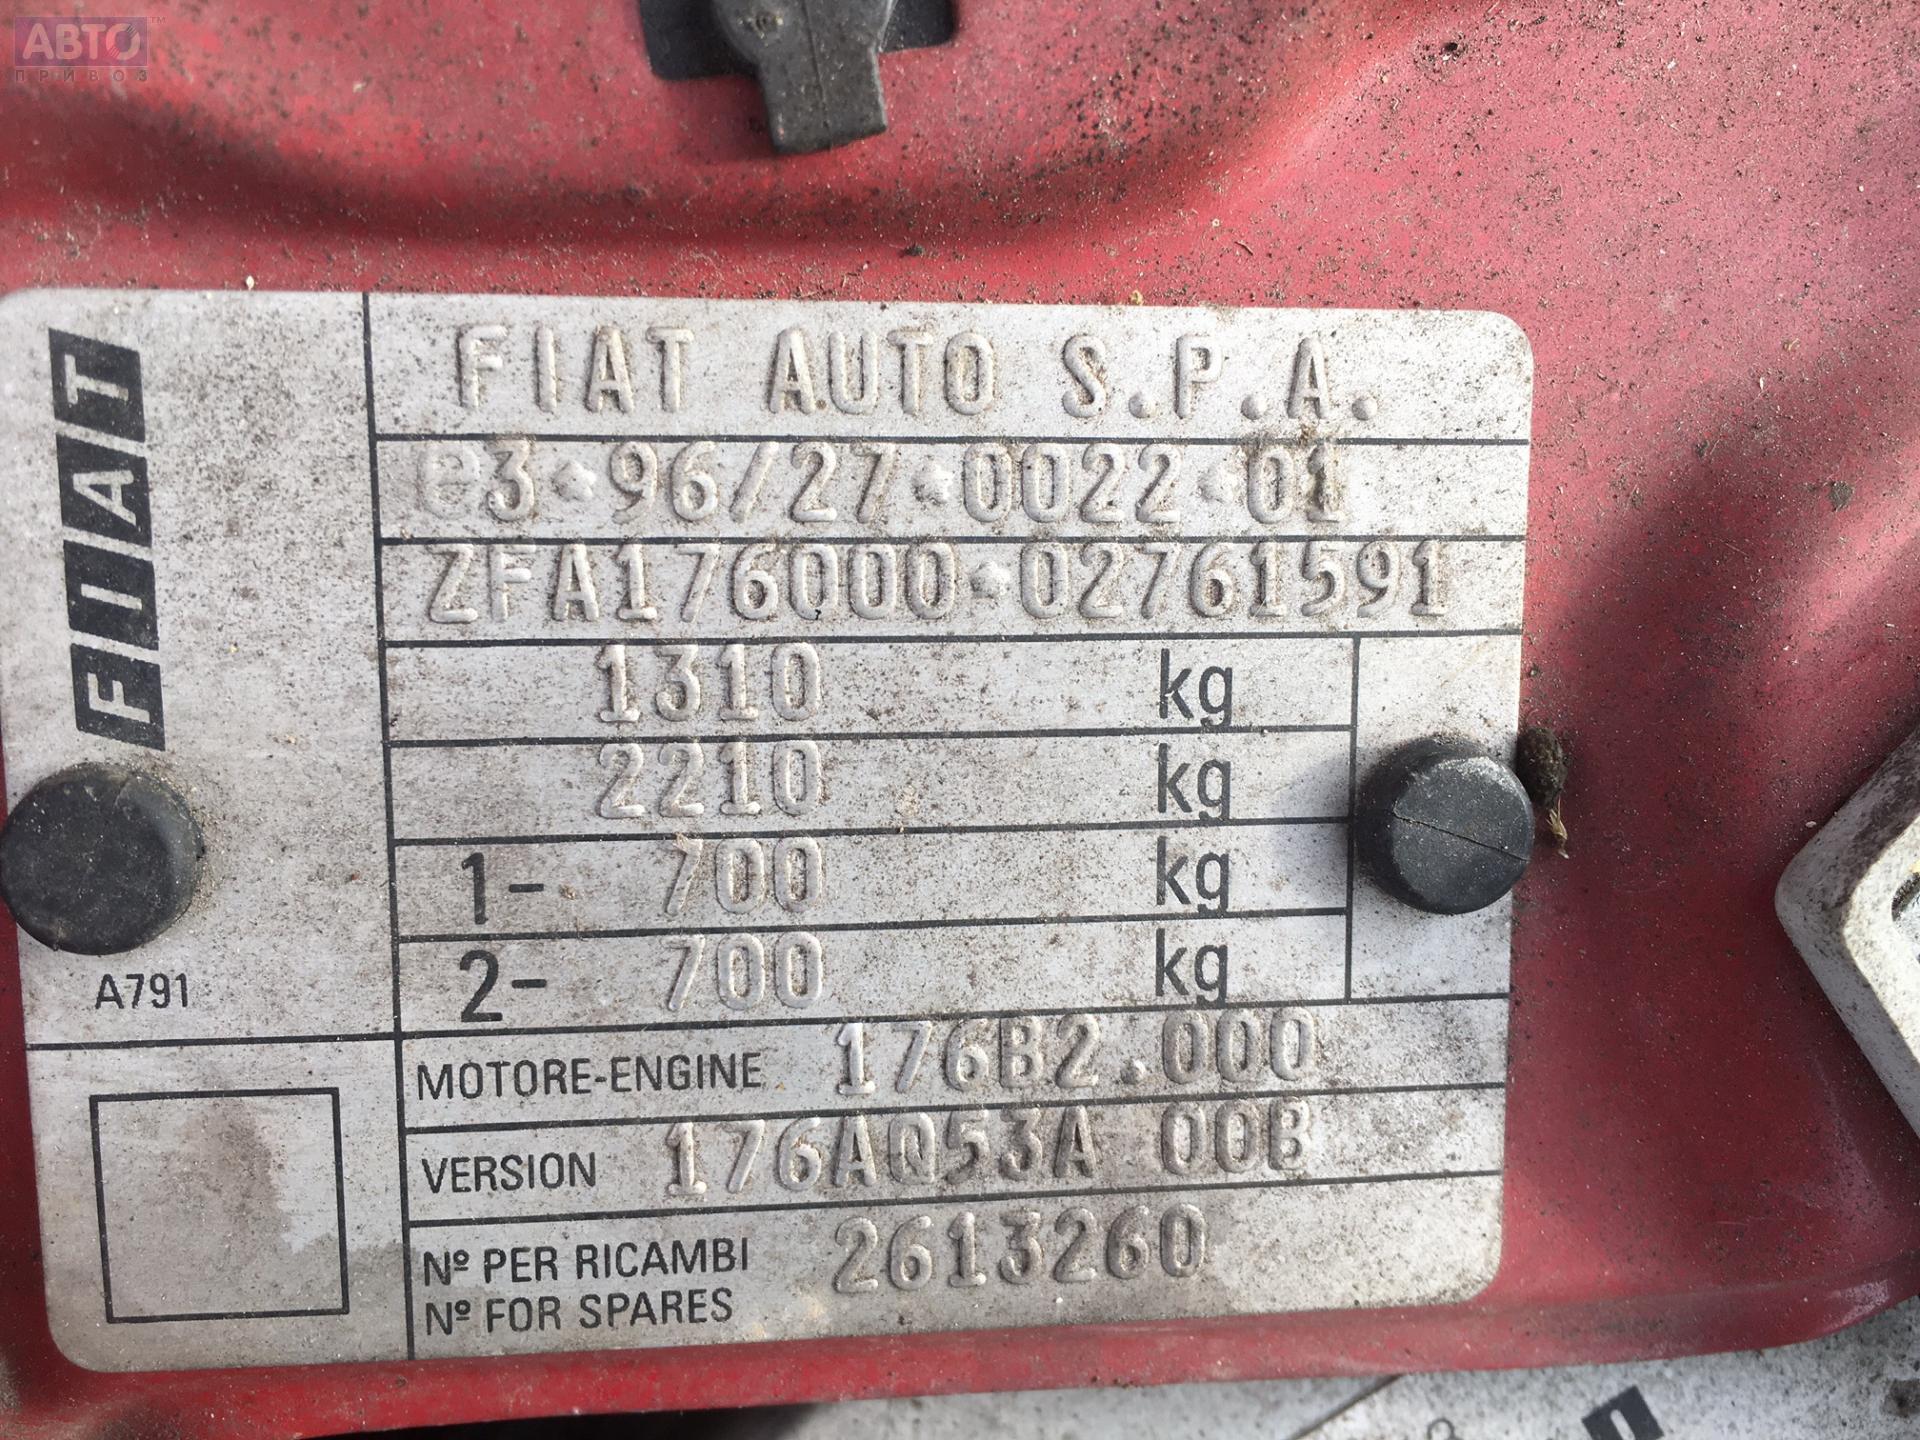 АВТО™
ПРИВОЗ
FIAT
FIAT AUTO S.P.A.
e3*96/27*0022*01
ZFA176000*02761591
1310 kg
2210 kg
1- 700 kg
2- 700 kg
A791
MOTORE-ENGINE 176B2.000
VERSION 176AQ53A 00B
Nº PER RICAMBI 2613260
Nº FOR SPARES